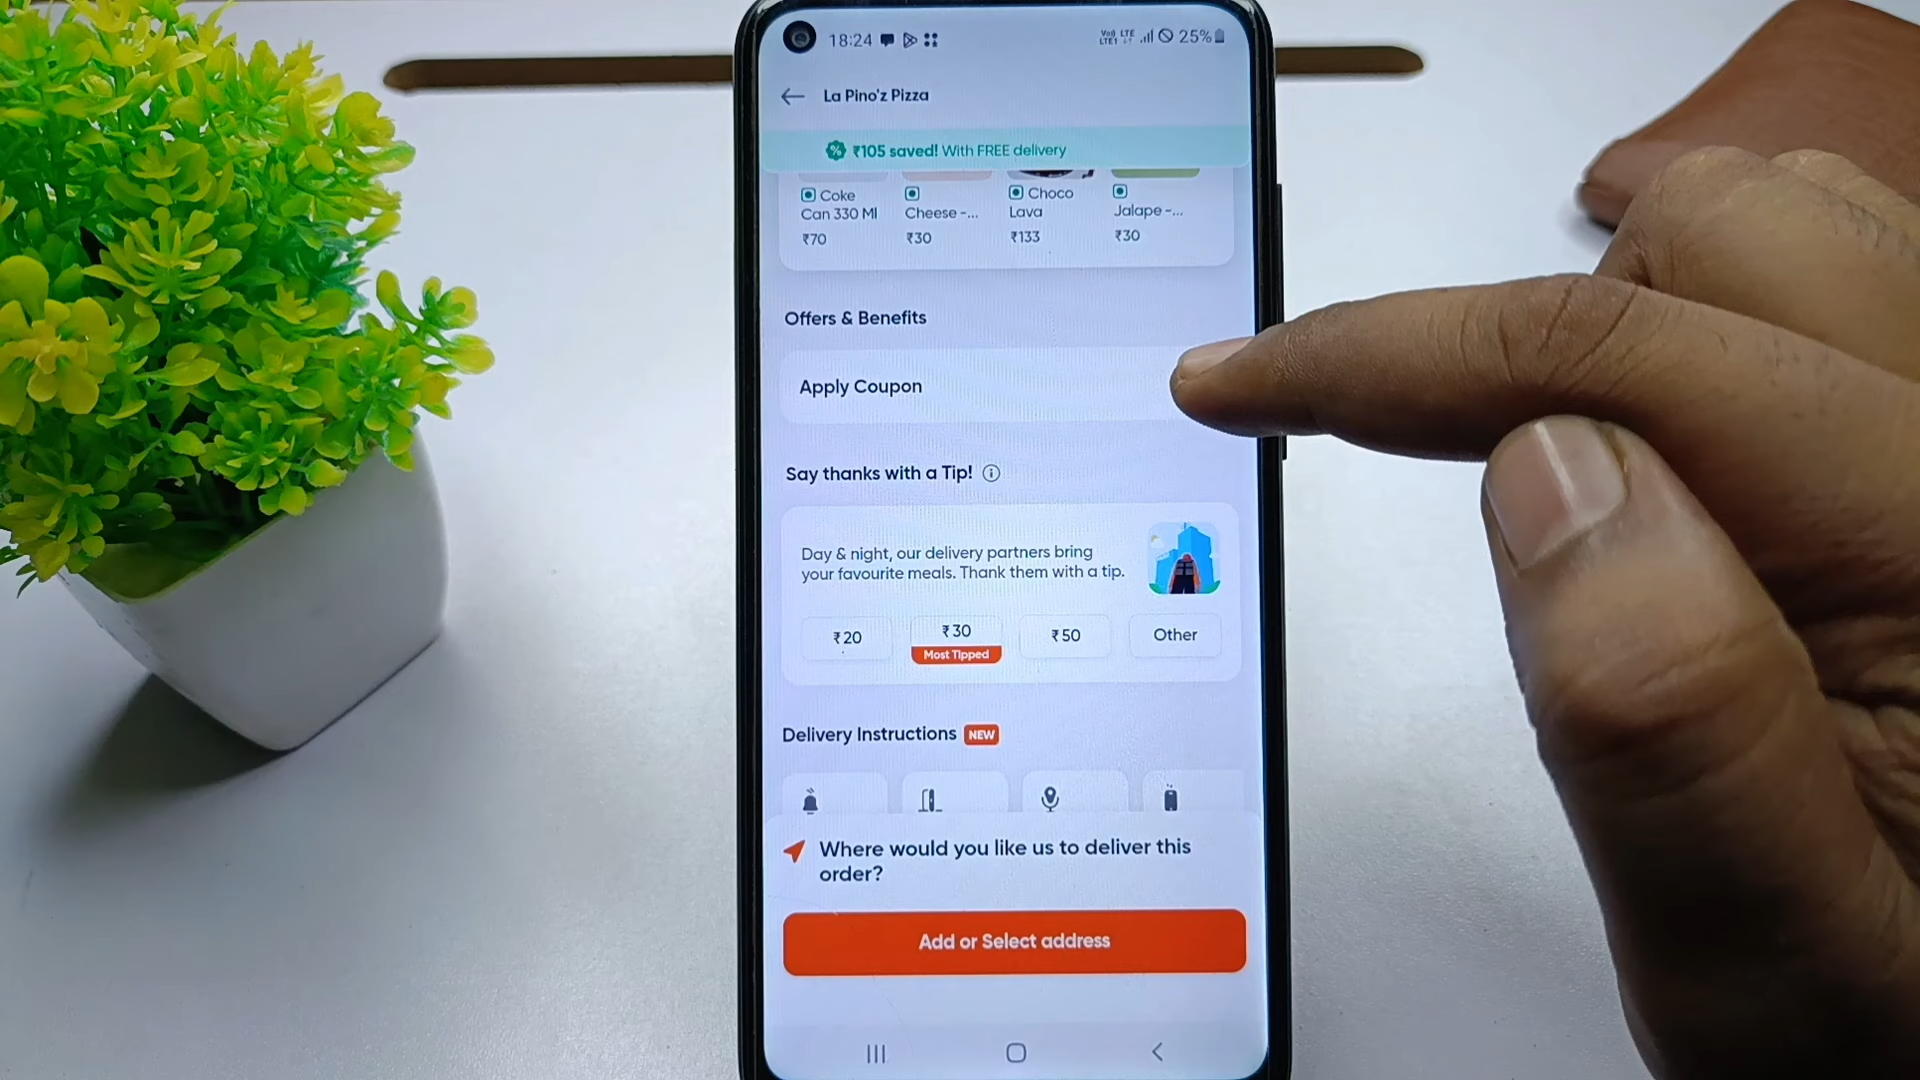 18:24
Vo) LTE
LTE1
25%
La Pino'z Pizza
₹105 saved! With FREE delivery
Coke
Can 330 Ml
₹70
Cheese -...
₹30
Choco
Lava
₹133
Jalape -...
₹30
Offers & Benefits
Apply Coupon
Say thanks with a Tip!
Day & night, our delivery partners bring
your favourite meals. Thank them with a tip.
₹20
₹30
Most Tipped
₹50
Other
Delivery Instructions NEW
Where would you like us to deliver this
order?
Add or Select address